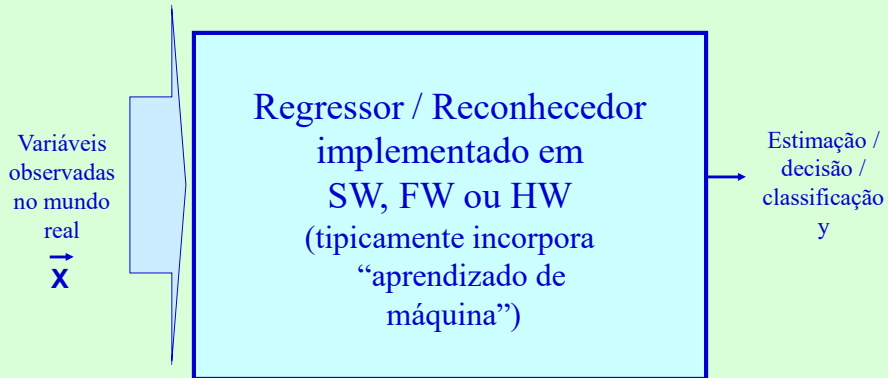 Variáveis
observadas
no mundo
real
X
Regressor / Reconhecedor
implementado em
SW, FW ou HW
(tipicamente incorpora
“aprendizado de
máquina”)
Estimação /
decisão /
classificação
y